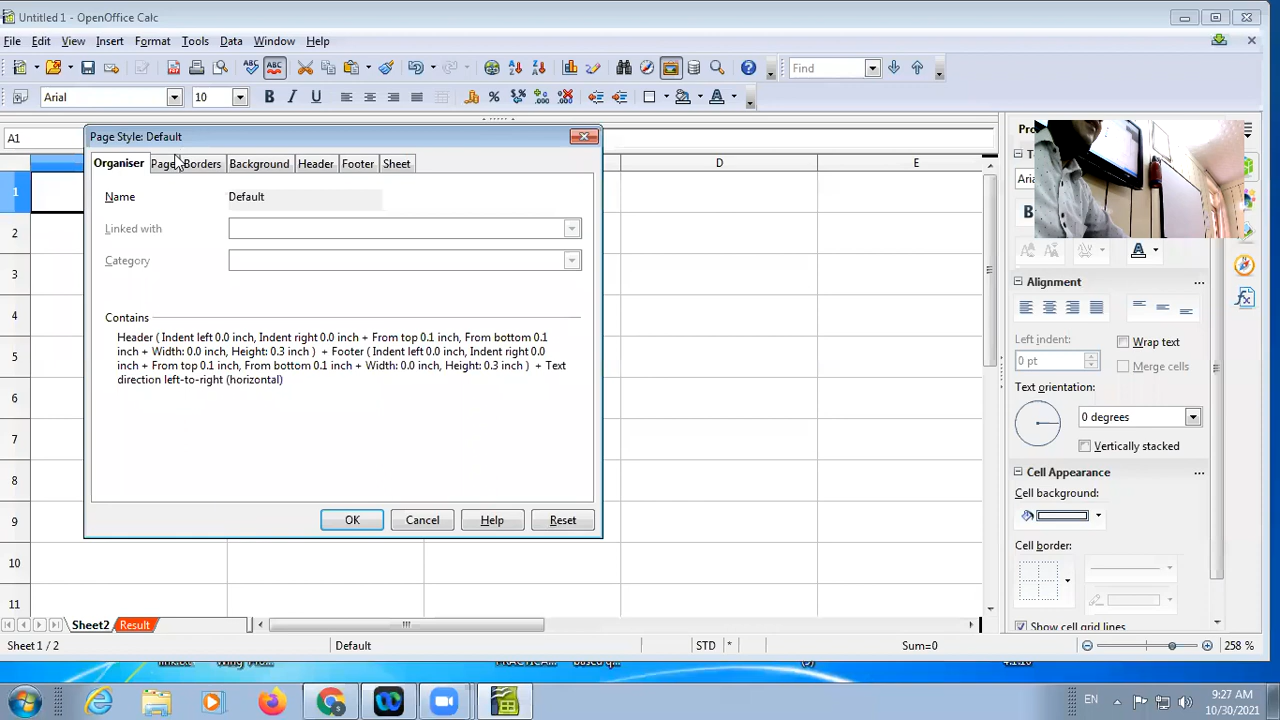 Untitled 1 - OpenOffice Calc
File Edit View Insert Format Tools Data Window Help
Find
Arial 10
A1
Page Style: Default
Organiser Page Borders Background Header Footer Sheet
Name Default
Linked with
Category
Contains
Header ( Indent left 0.0 inch, Indent right 0.0 inch + From top 0.1 inch, From bottom 0.1
inch + Width: 0.0 inch, Height: 0.3 inch ) + Footer ( Indent left 0.0 inch, Indent right 0.0
inch + From top 0.1 inch, From bottom 0.1 inch + Width: 0.0 inch, Height: 0.3 inch ) + Text
direction left-to-right (horizontal)
OK Cancel Help Reset
D E
1
2
3
4
5
6
7
8
9
10
11
Alignment
Left indent:
0 pt
Wrap text
Merge cells
Text orientation:
0 degrees
Vertically stacked
Cell Appearance
Cell background:
Cell border:
Show cell grid lines
Sheet2 Result
Sheet 1 / 2 Default STD * Sum=0 258 %
EN 9:27 AM
10/30/2021